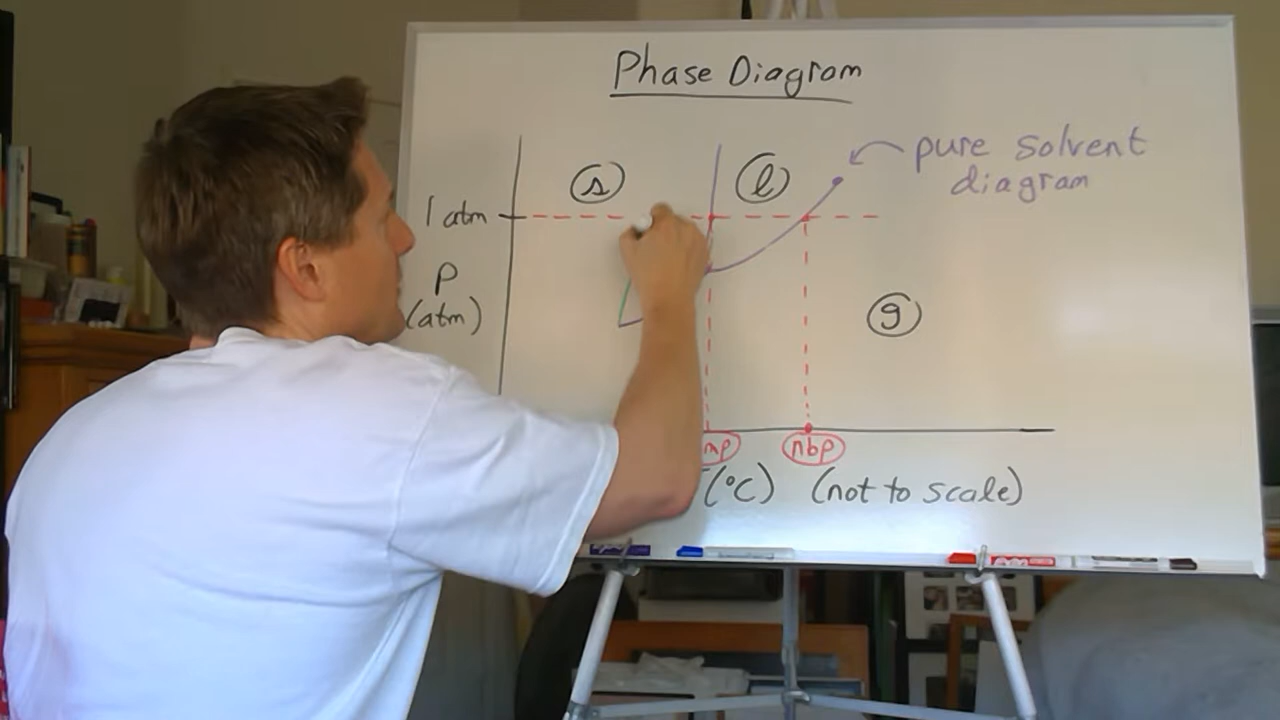 Phase Diagram
pure solvent
diagram
s
l
1 atm
P
(atm)
g
mp
nbp
(°C) (not to scale)